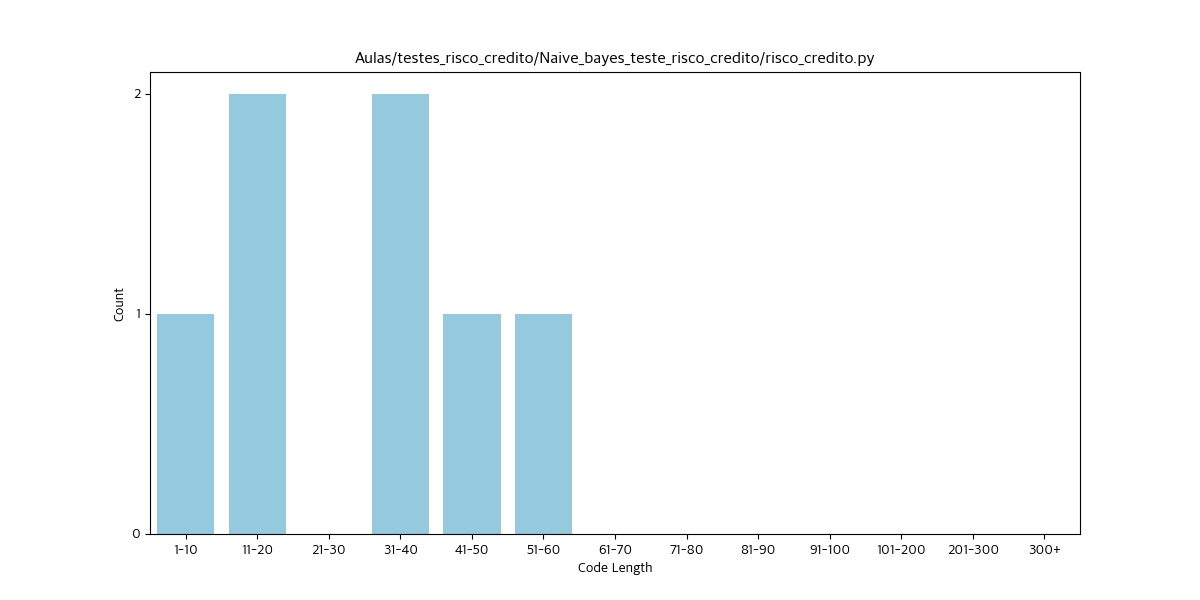 Aulas/testes_risco_credito/Naive_bayes_teste_risco_credito/risco_credito.py
2
1
0
Count
1-10 11-20 21-30 31-40 41-50 51-60 61-70 71-80 81-90 91-100 101-200 201-300 300+
Code Length